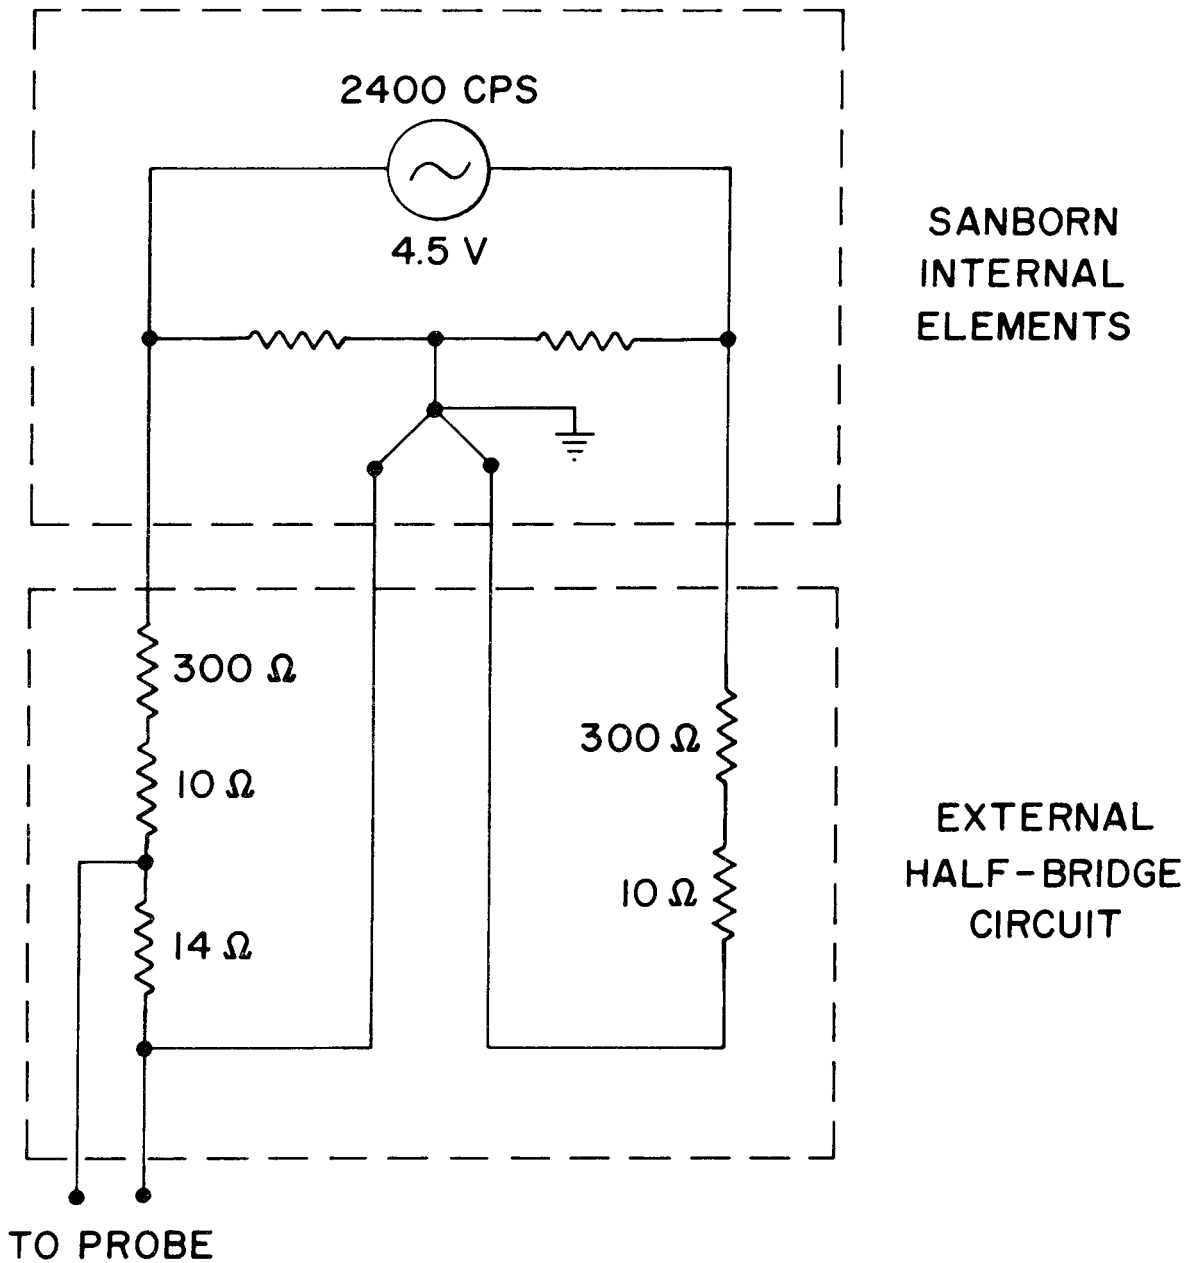 2400 CPS
4.5 V
SANBORN
INTERNAL
ELEMENTS
300 Ω
10 Ω
14 Ω
300 Ω
10 Ω
EXTERNAL
HALF-BRIDGE
CIRCUIT
TO PROBE